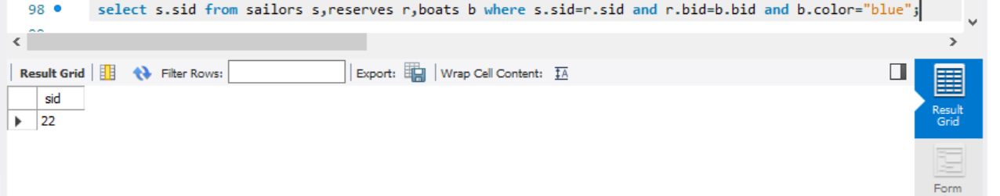 98 select s.sid from sailors s,reserves r,boats b where s.sid=r.sid and r.bid=b.bid and b.color="blue";
Result Grid Filter Rows: Export: Wrap Cell Content: IA
sid
22
Result
Grid
Form